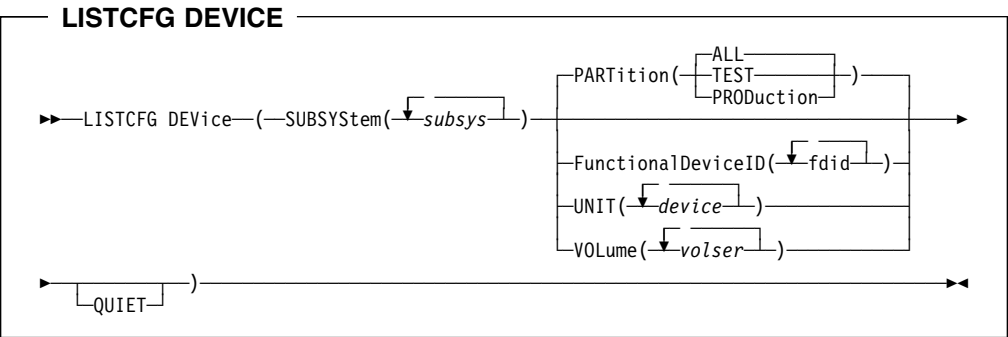 LISTCFG DEVICE
ALL
PARTition( TEST )
PRODuction
LISTCFG DEVice ( SUBSYStem( subsys )
FunctionalDeviceID( fdid )
UNIT( device )
VOLume( volser )
)
QUIET